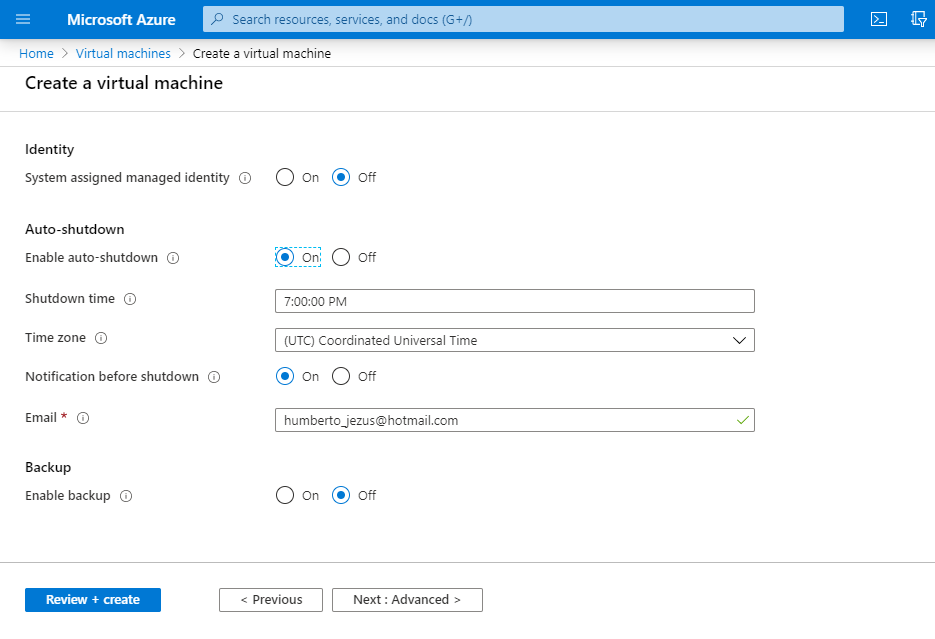 Microsoft Azure Search resources, services, and docs (G+/)
Home > Virtual machines > Create a virtual machine
Create a virtual machine
Identity
System assigned managed identity On Off
Auto-shutdown
Enable auto-shutdown On Off
Shutdown time 7:00:00 PM
Time zone (UTC) Coordinated Universal Time
Notification before shutdown On Off
Email * humberto_jezus@hotmail.com
Backup
Enable backup On Off
Review + create < Previous Next : Advanced >